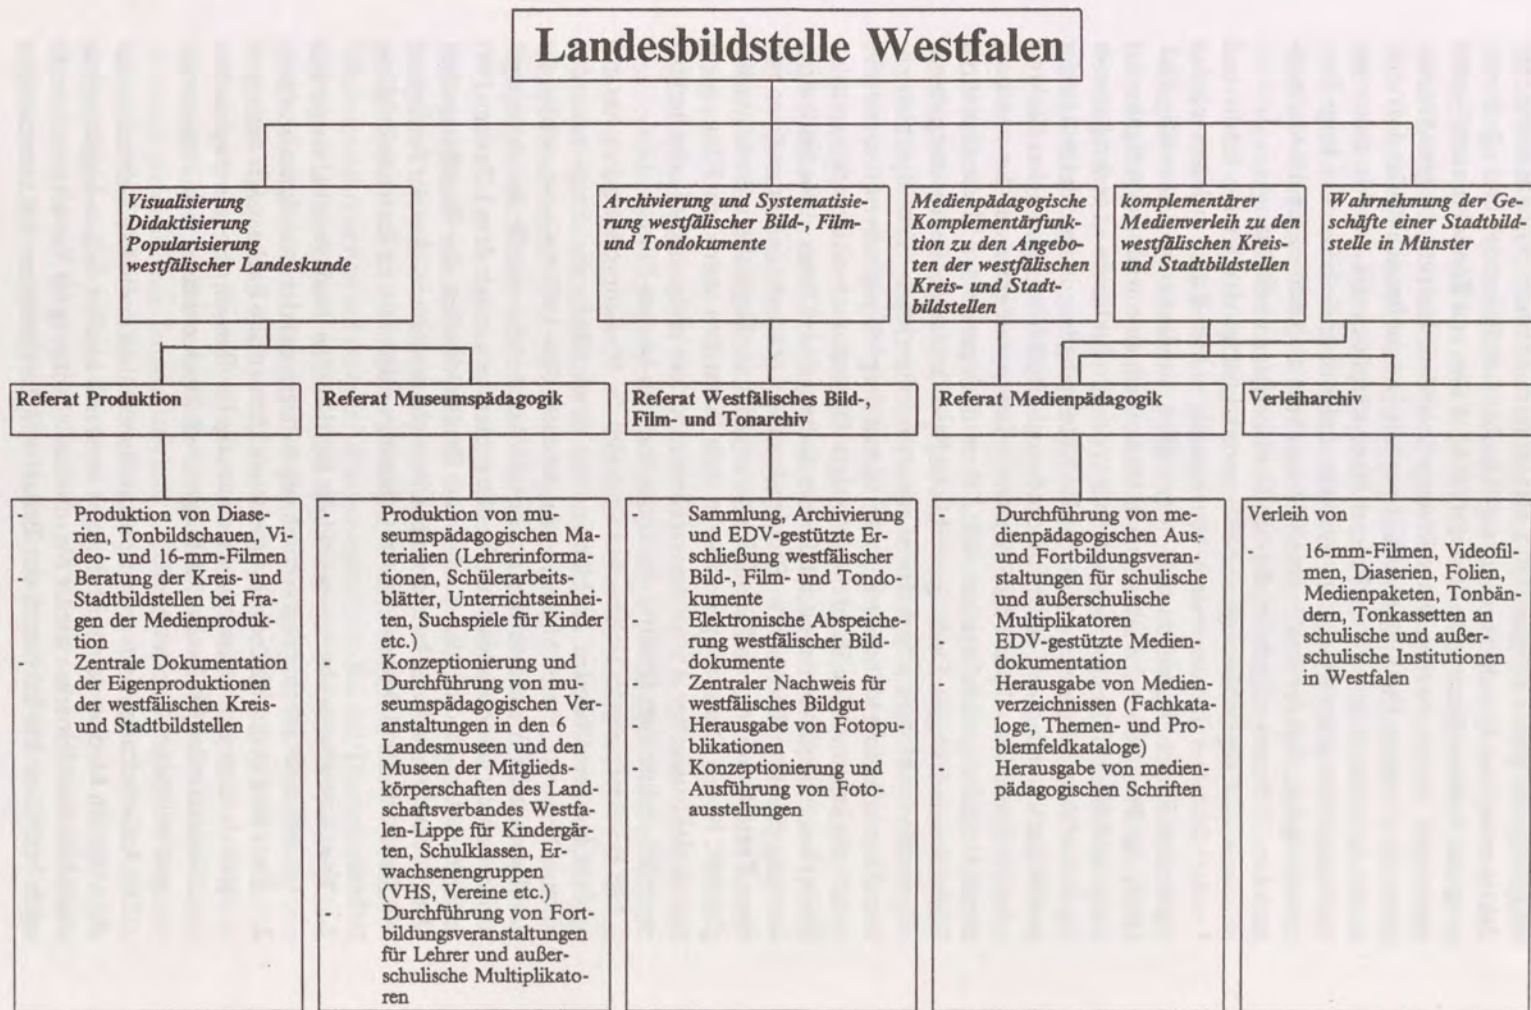 Landesbildstelle Westfalen
Visualisierung
Didaktisierung
Popularisierung
westfälischer Landeskunde
Archivierung und Systematisie-
rung westfälischer Bild-, Film-
und Tondokumente
Medienpädagogische
Komplementärfunk-
tion zu den Angebo-
ten der westfälischen
Kreis- und Stadt-
bildstellen
komplementärer
Medienverleih zu den
westfälischen Kreis-
und Stadtbildstellen
Wahrnehmung der Ge-
schäfte einer Stadtbild-
stelle in Münster
Referat Produktion
Referat Museumspädagogik
Referat Westfälisches Bild-,
Film- und Tonarchiv
Referat Medienpädagogik
Verleiharchiv
- Produktion von Diase-
rien, Tonbildschauen, Vi-
deo- und 16-mm-Filmen
- Beratung der Kreis- und
Stadtbildstellen bei Fra-
gen der Medienproduk-
tion
- Zentrale Dokumentation
der Eigenproduktionen
der westfälischen Kreis-
und Stadtbildstellen
- Produktion von mu-
seumspädagogischen Ma-
terialien (Lehrerinforma-
tionen, Schülerarbeits-
blätter, Unterrichtseinhei-
ten, Suchspiele für Kinder
etc.)
- Konzeptionierung und
Durchführung von mu-
seumspädagogischen Ver-
anstaltungen in den 6
Landesmuseen und den
Museen der Mitglieds-
körperschaften des Land-
schaftsverbandes Westfa-
len-Lippe für Kindergär-
ten, Schulklassen, Er-
wachsenengruppen
(VHS, Vereine etc.)
- Durchführung von Fort-
bildungsveranstaltungen
für Lehrer und außer-
schulische Multiplikato-
ren
- Sammlung, Archivierung
und EDV-gestützte Er-
schließung westfälischer
Bild-, Film- und Tondo-
kumente
- Elektronische Abspeiche-
rung westfälischer Bild-
dokumente
- Zentraler Nachweis für
westfälisches Bildgut
- Herausgabe von Fotopu-
blikationen
- Konzeptionierung und
Ausführung von Foto-
ausstellungen
- Durchführung von me-
dienpädagogischen Aus-
und Fortbildungsveran-
staltungen für schulische
und außerschulische
Multiplikatoren
- EDV-gestützte Medien-
dokumentation
- Herausgabe von Medien-
verzeichnissen (Fachkata-
loge, Themen- und Pro-
blemfeldkataloge)
- Herausgabe von medien-
pädagogischen Schriften
Verleih von
- 16-mm-Filmen, Videofil-
men, Diaserien, Folien,
Medienpaketen, Tonbän-
dern, Tonkassetten an
schulische und außer-
schulische Institutionen
in Westfalen